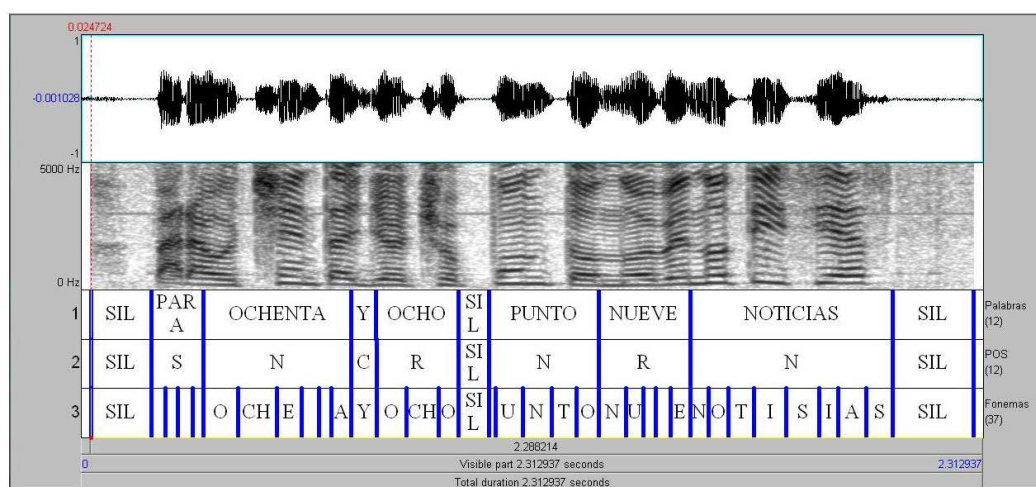 0.024724
1
-0.001028
-1
5000 Hz
0 Hz
1 SIL PAR A OCHENTA Y OCHO SI L PUNTO NUEVE NOTICIAS SIL Palabras (12)
2 SIL S N C R SI L N R N SIL POS (12)
3 SIL O CH E A Y O CH O SI L U N T O N U E N O T I S I A S SIL Fonemas (37)
2.288214
0 Visible part 2.312937 seconds 2.312937
Total duration 2.312937 seconds